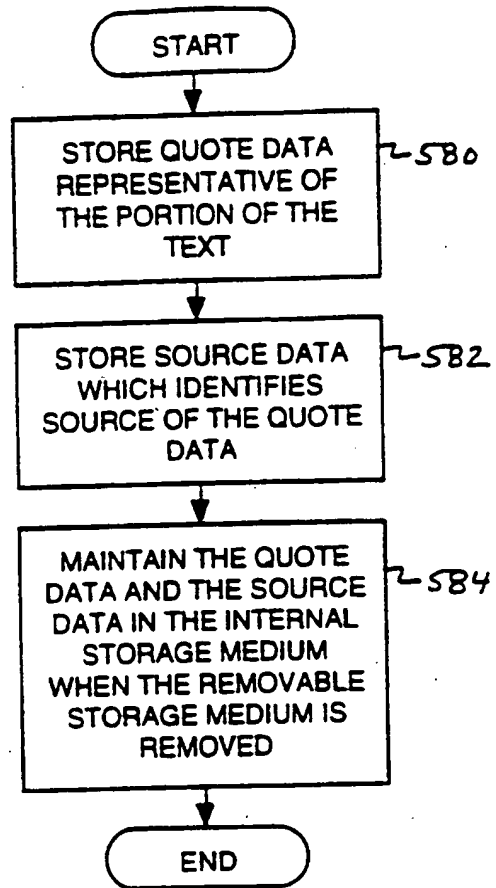 START
STORE QUOTE DATA
REPRESENTATIVE OF
THE PORTION OF THE
TEXT
580
STORE SOURCE DATA
WHICH IDENTIFIES
SOURCE OF THE QUOTE
DATA
582
MAINTAIN THE QUOTE
DATA AND THE SOURCE
DATA IN THE INTERNAL
STORAGE MEDIUM
WHEN THE REMOVABLE
STORAGE MEDIUM IS
REMOVED
584
END